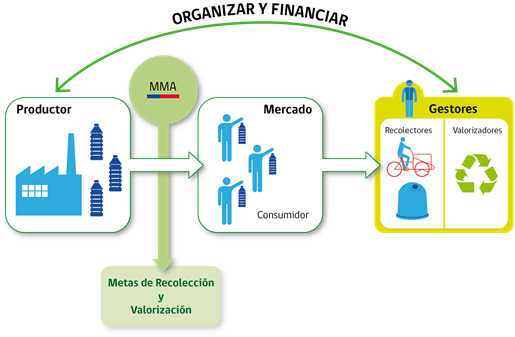 ORGANIZAR Y FINANCIAR
MMA
Productor
Mercado
Consumidor
Gestores
Recolectores
Valorizadores
Metas de Recolección
y
Valorización